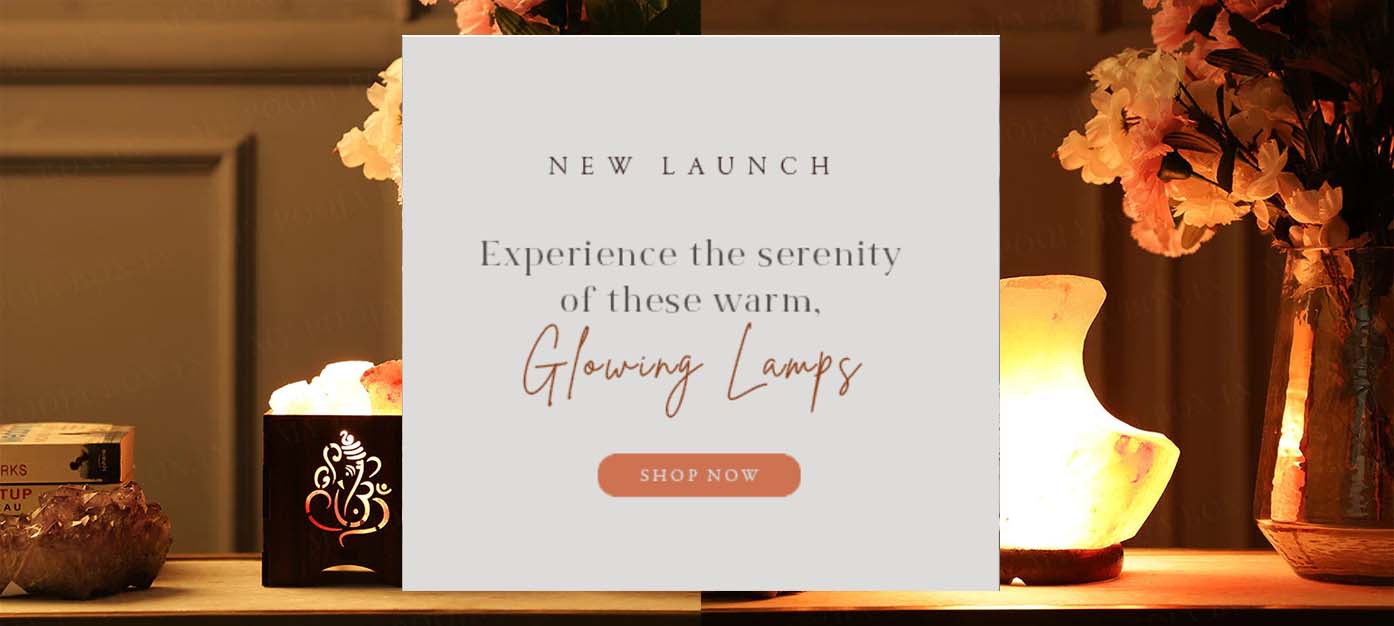 NEW LAUNCH
Experience the serenity
of these warm,
Glowing Lamps
SHOP NOW
RKS
TUP
AU